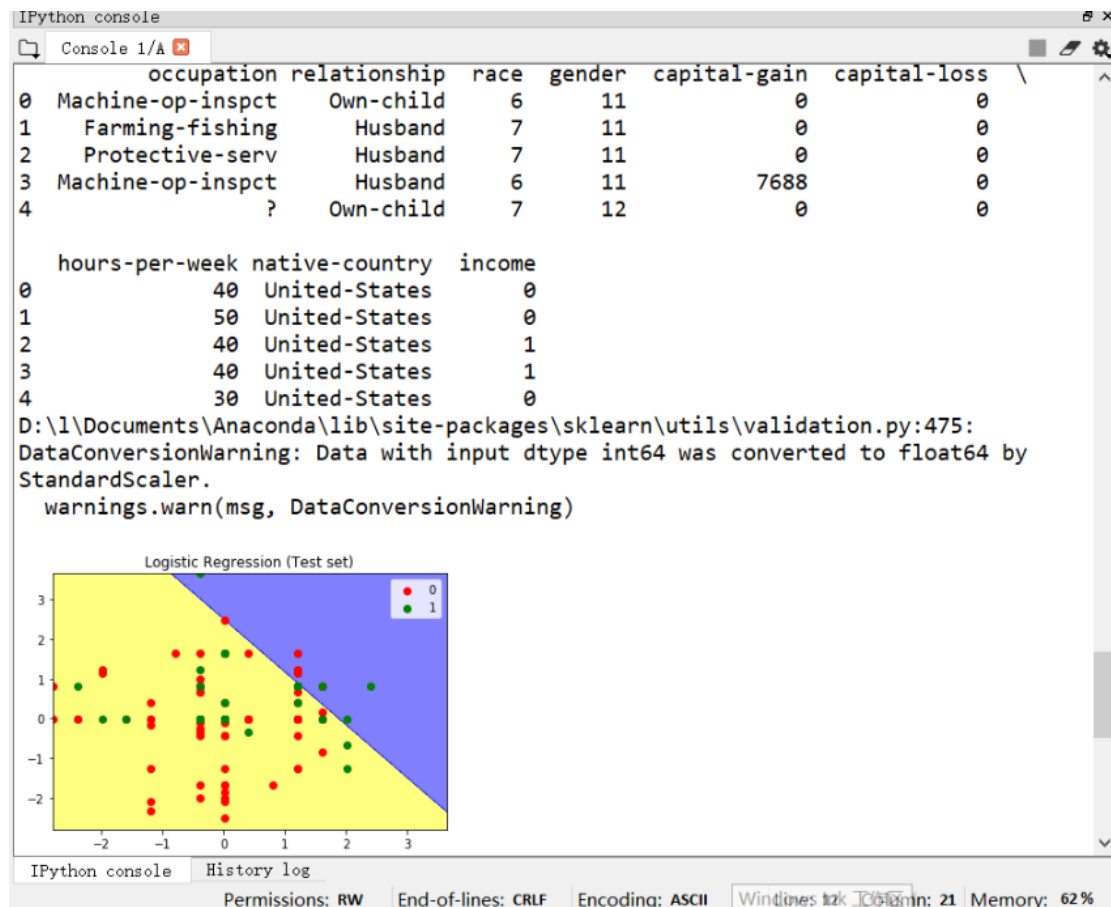 IPython console
Console 1/A
occupation relationship race gender capital-gain capital-loss \
0 Machine-op-inspct Own-child 6 11 0 0
1 Farming-fishing Husband 7 11 0 0
2 Protective-serv Husband 7 11 0 0
3 Machine-op-inspct Husband 6 11 7688 0
4 ? Own-child 7 12 0 0
hours-per-week native-country income
0 40 United-States 0
1 50 United-States 0
2 40 United-States 1
3 40 United-States 1
4 30 United-States 0
D:\l\Documents\Anaconda\lib\site-packages\sklearn\utils\validation.py:475:
DataConversionWarning: Data with input dtype int64 was converted to float64 by
StandardScaler.
warnings.warn(msg, DataConversionWarning)
Logistic Regression (Test set)
0
1
3
2
1
0
−1
−2
−2 −1 0 1 2 3
IPython console History log
Permissions: RW End-of-lines: CRLF Encoding: ASCII 21 Memory: 62%